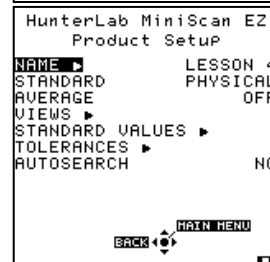 HunterLab MiniScan EZ
Product Setup
NAME ▶ LESSON 4
STANDARD PHYSICAL
AVERAGE OFF
VIEWS ▶
STANDARD VALUES ▶
TOLERANCES ▶
AUTOSEARCH NO
MAIN MENU
BACK